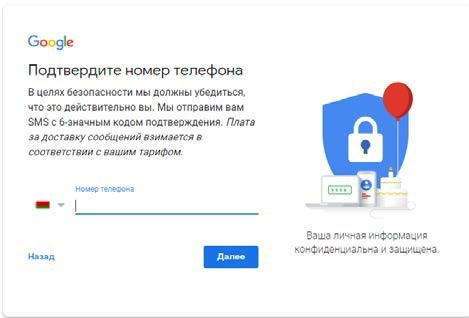 Google
Подтвердите номер телефона
В целях безопасности мы должны убедиться,
что это действительно вы. Мы отправим вам
SMS с 6-значным кодом подтверждения. Плата
за доставку сообщений взимается в
соответствии с вашим тарифом.
Номер телефона
Назад
Далее
Ваша личная информация
конфиденциальна и защищена.